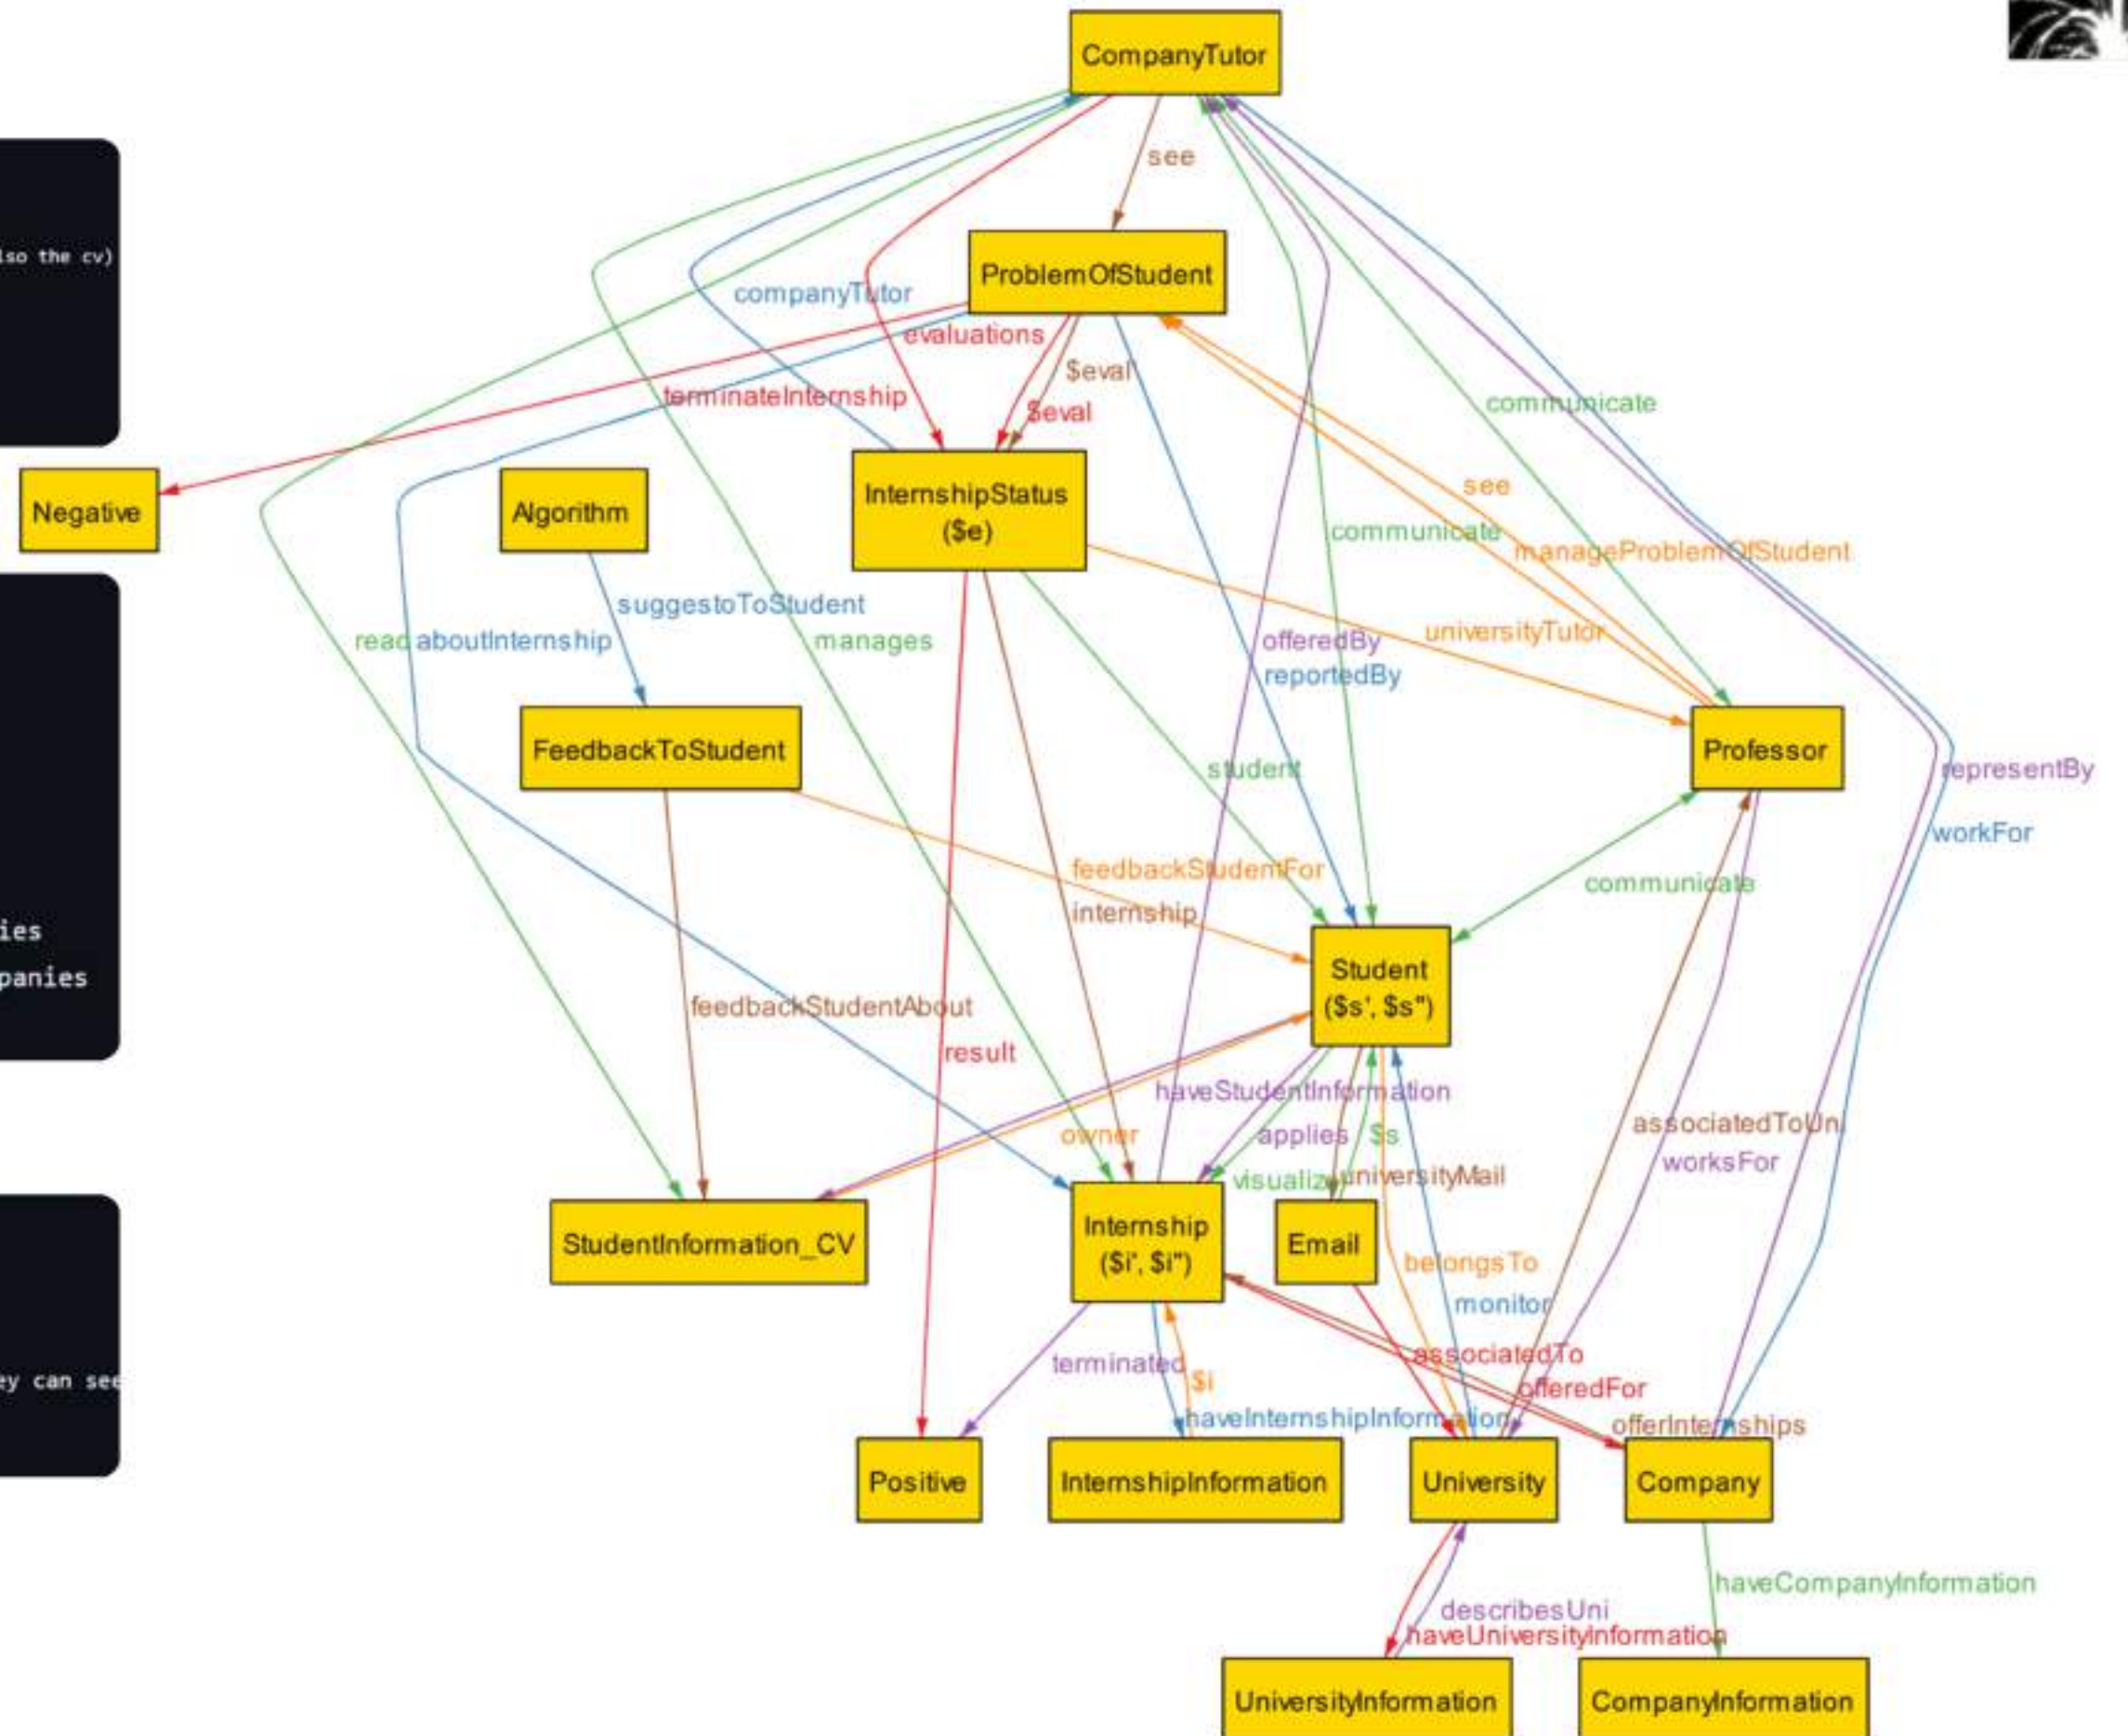 CompanyTutor
see
lso the cv)
ProblemOfStudent
companyTutor
evaluations
$eval
terminateInternship
$eval
communicate
Negative
Algorithm
InternshipStatus
($e)
see
communicate
manageProblemOfStudent
suggestoToStudent
read
aboutInternship
manages
offeredBy
universityTutor
reportedBy
FeedbackToStudent
student
Professor
representBy
workFor
feedbackStudentFor
communicate
internship
ies
panies
Student
($s', $s")
feedbackStudentAbout
result
haveStudentInformation
owner
applies
$s
associatedToUn
visualize
universityMail
worksFor
StudentInformation_CV
Internship
($i', $i")
Email
belongsTo
monitor
terminated
associatedTo
ey can see
$i
offeredFor
haveInternshipInformation
offerInternships
Positive
InternshipInformation
University
Company
haveCompanyInformation
describesUni
haveUniversityInformation
UniversityInformation
CompanyInformation